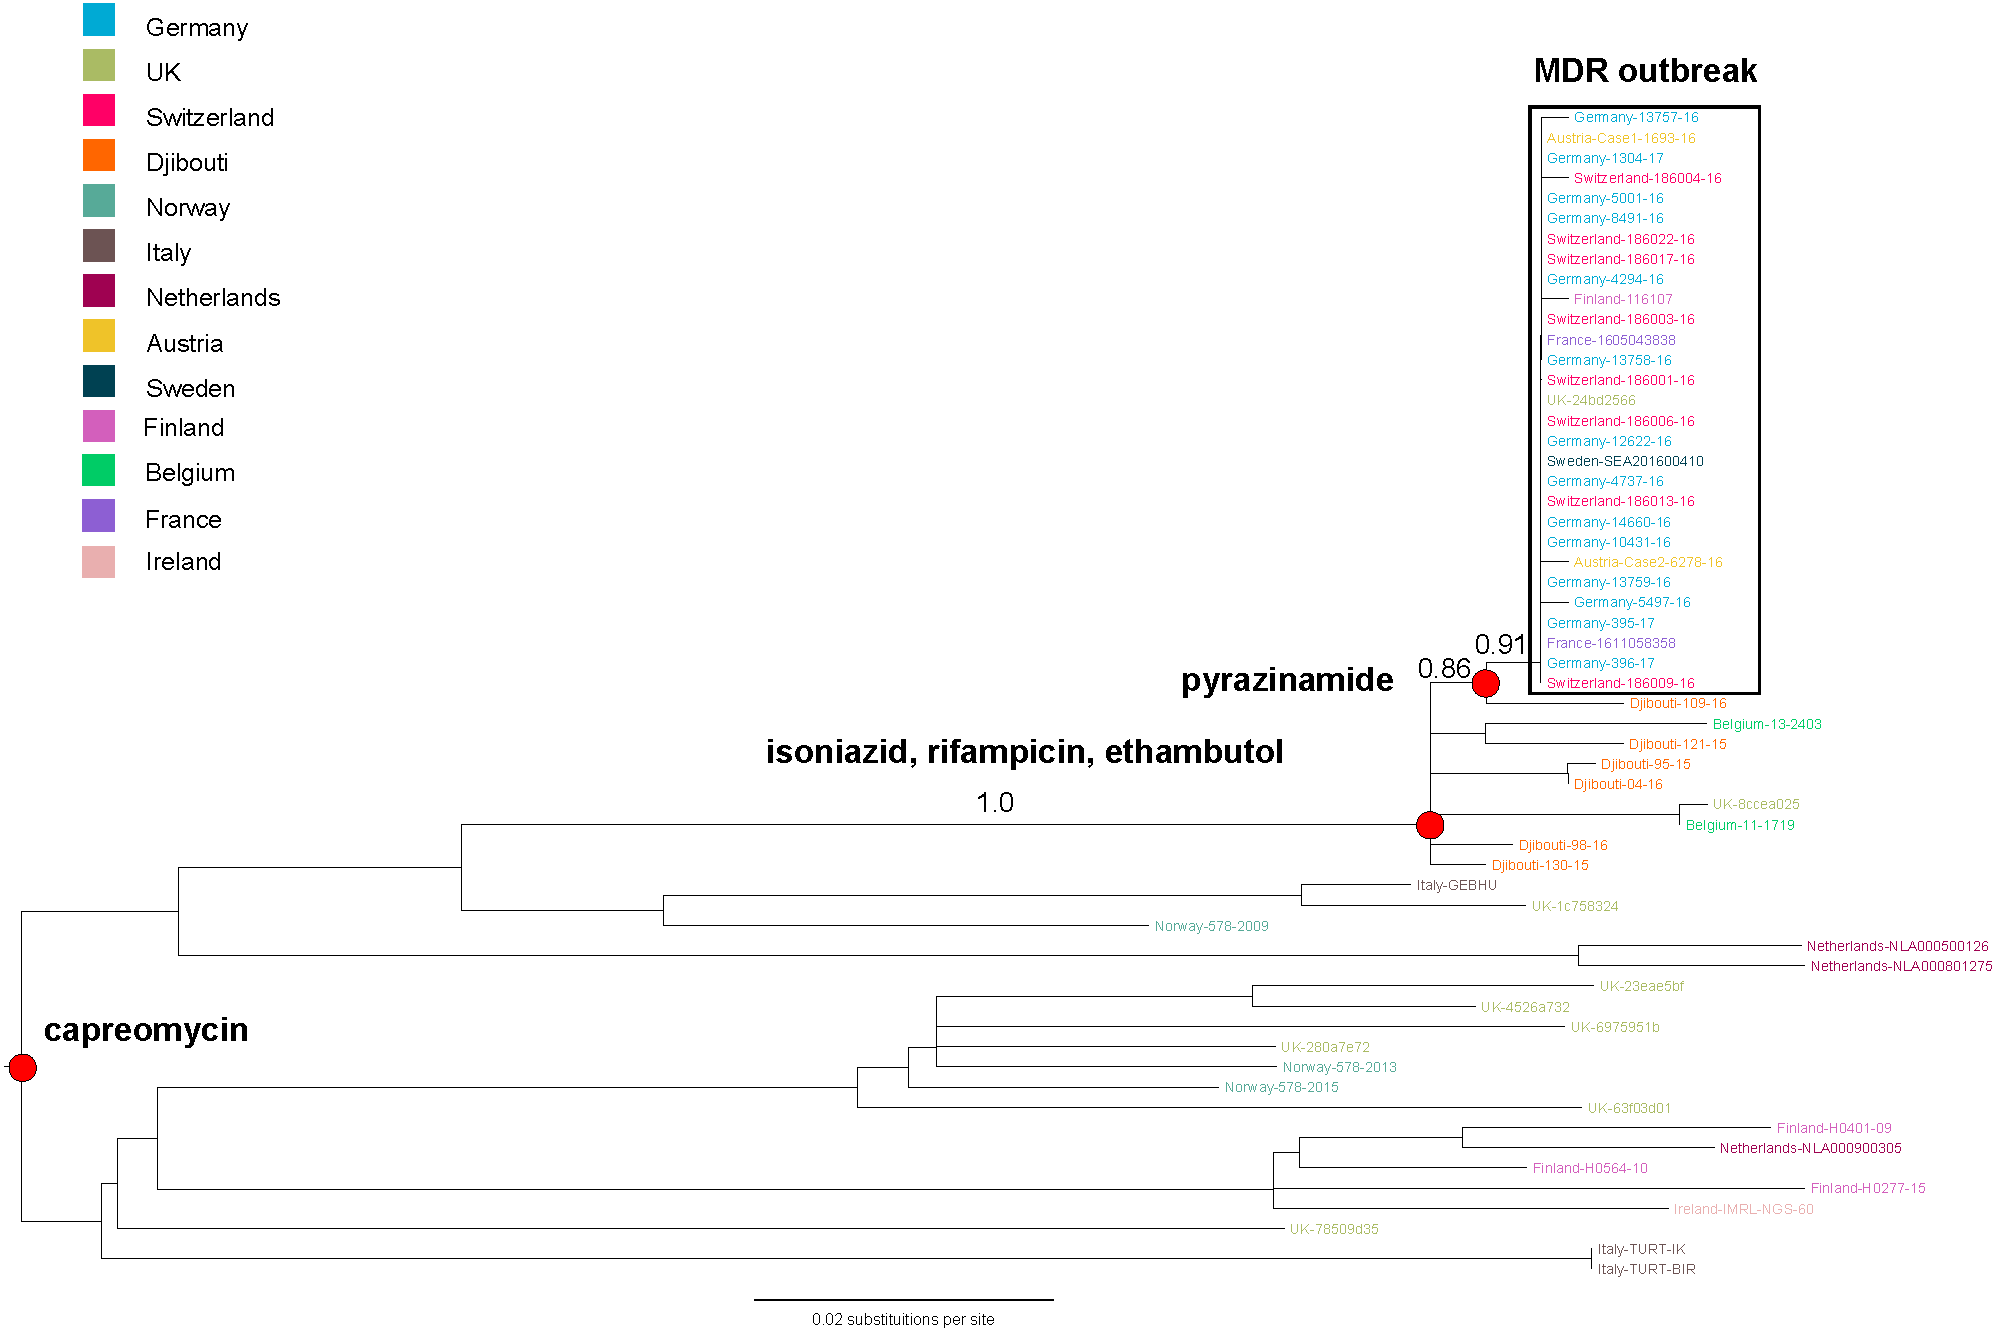 Germany
UK
Switzerland
Djibouti
Norway
Italy
Netherlands
Austria
Sweden
Finland
Belgium
France
Ireland
MDR outbreak
Germany-13757-16
Austria-Case1-1693-16
Germany-1304-17
Switzerland-186004-16
Germany-5001-16
Germany-8491-16
Switzerland-186022-16
Switzerland-186017-16
Germany-4294-16
Finland-116107
Switzerland-186003-16
France-1605043838
Germany-13758-16
Switzerland-186001-16
UK-24bd2566
Switzerland-186006-16
Germany-12622-16
Sweden-SEA201600410
Germany-4737-16
Switzerland-186013-16
Germany-14660-16
Germany-10431-16
Austria-Case2-6278-16
Germany-13759-16
Germany-5497-16
Germany-395-17
France-1611058358
Germany-396-17
Switzerland-186009-16
0.91
0.86
pyrazinamide
Djibouti-109-16
Belgium-13-2403
Djibouti-121-15
Djibouti-95-15
Djibouti-04-16
isoniazid, rifampicin, ethambutol
1.0
UK-8ccea025
Belgium-11-1719
Djibouti-98-16
Djibouti-130-15
Italy-GEBHU
UK-1c758324
Norway-578-2009
Netherlands-NLA000500126
Netherlands-NLA000801275
UK-23eae5bf
UK-4526a732
UK-6975951b
capreomycin
UK-280a7e72
Norway-578-2013
Norway-578-2015
UK-63f03d01
Finland-H0401-09
Netherlands-NLA000900305
Finland-H0564-10
Finland-H0277-15
Ireland-IMRL-NGS-60
UK-78509d35
Italy-TURT-IK
Italy-TURT-BIR
0.02 substituitions per site